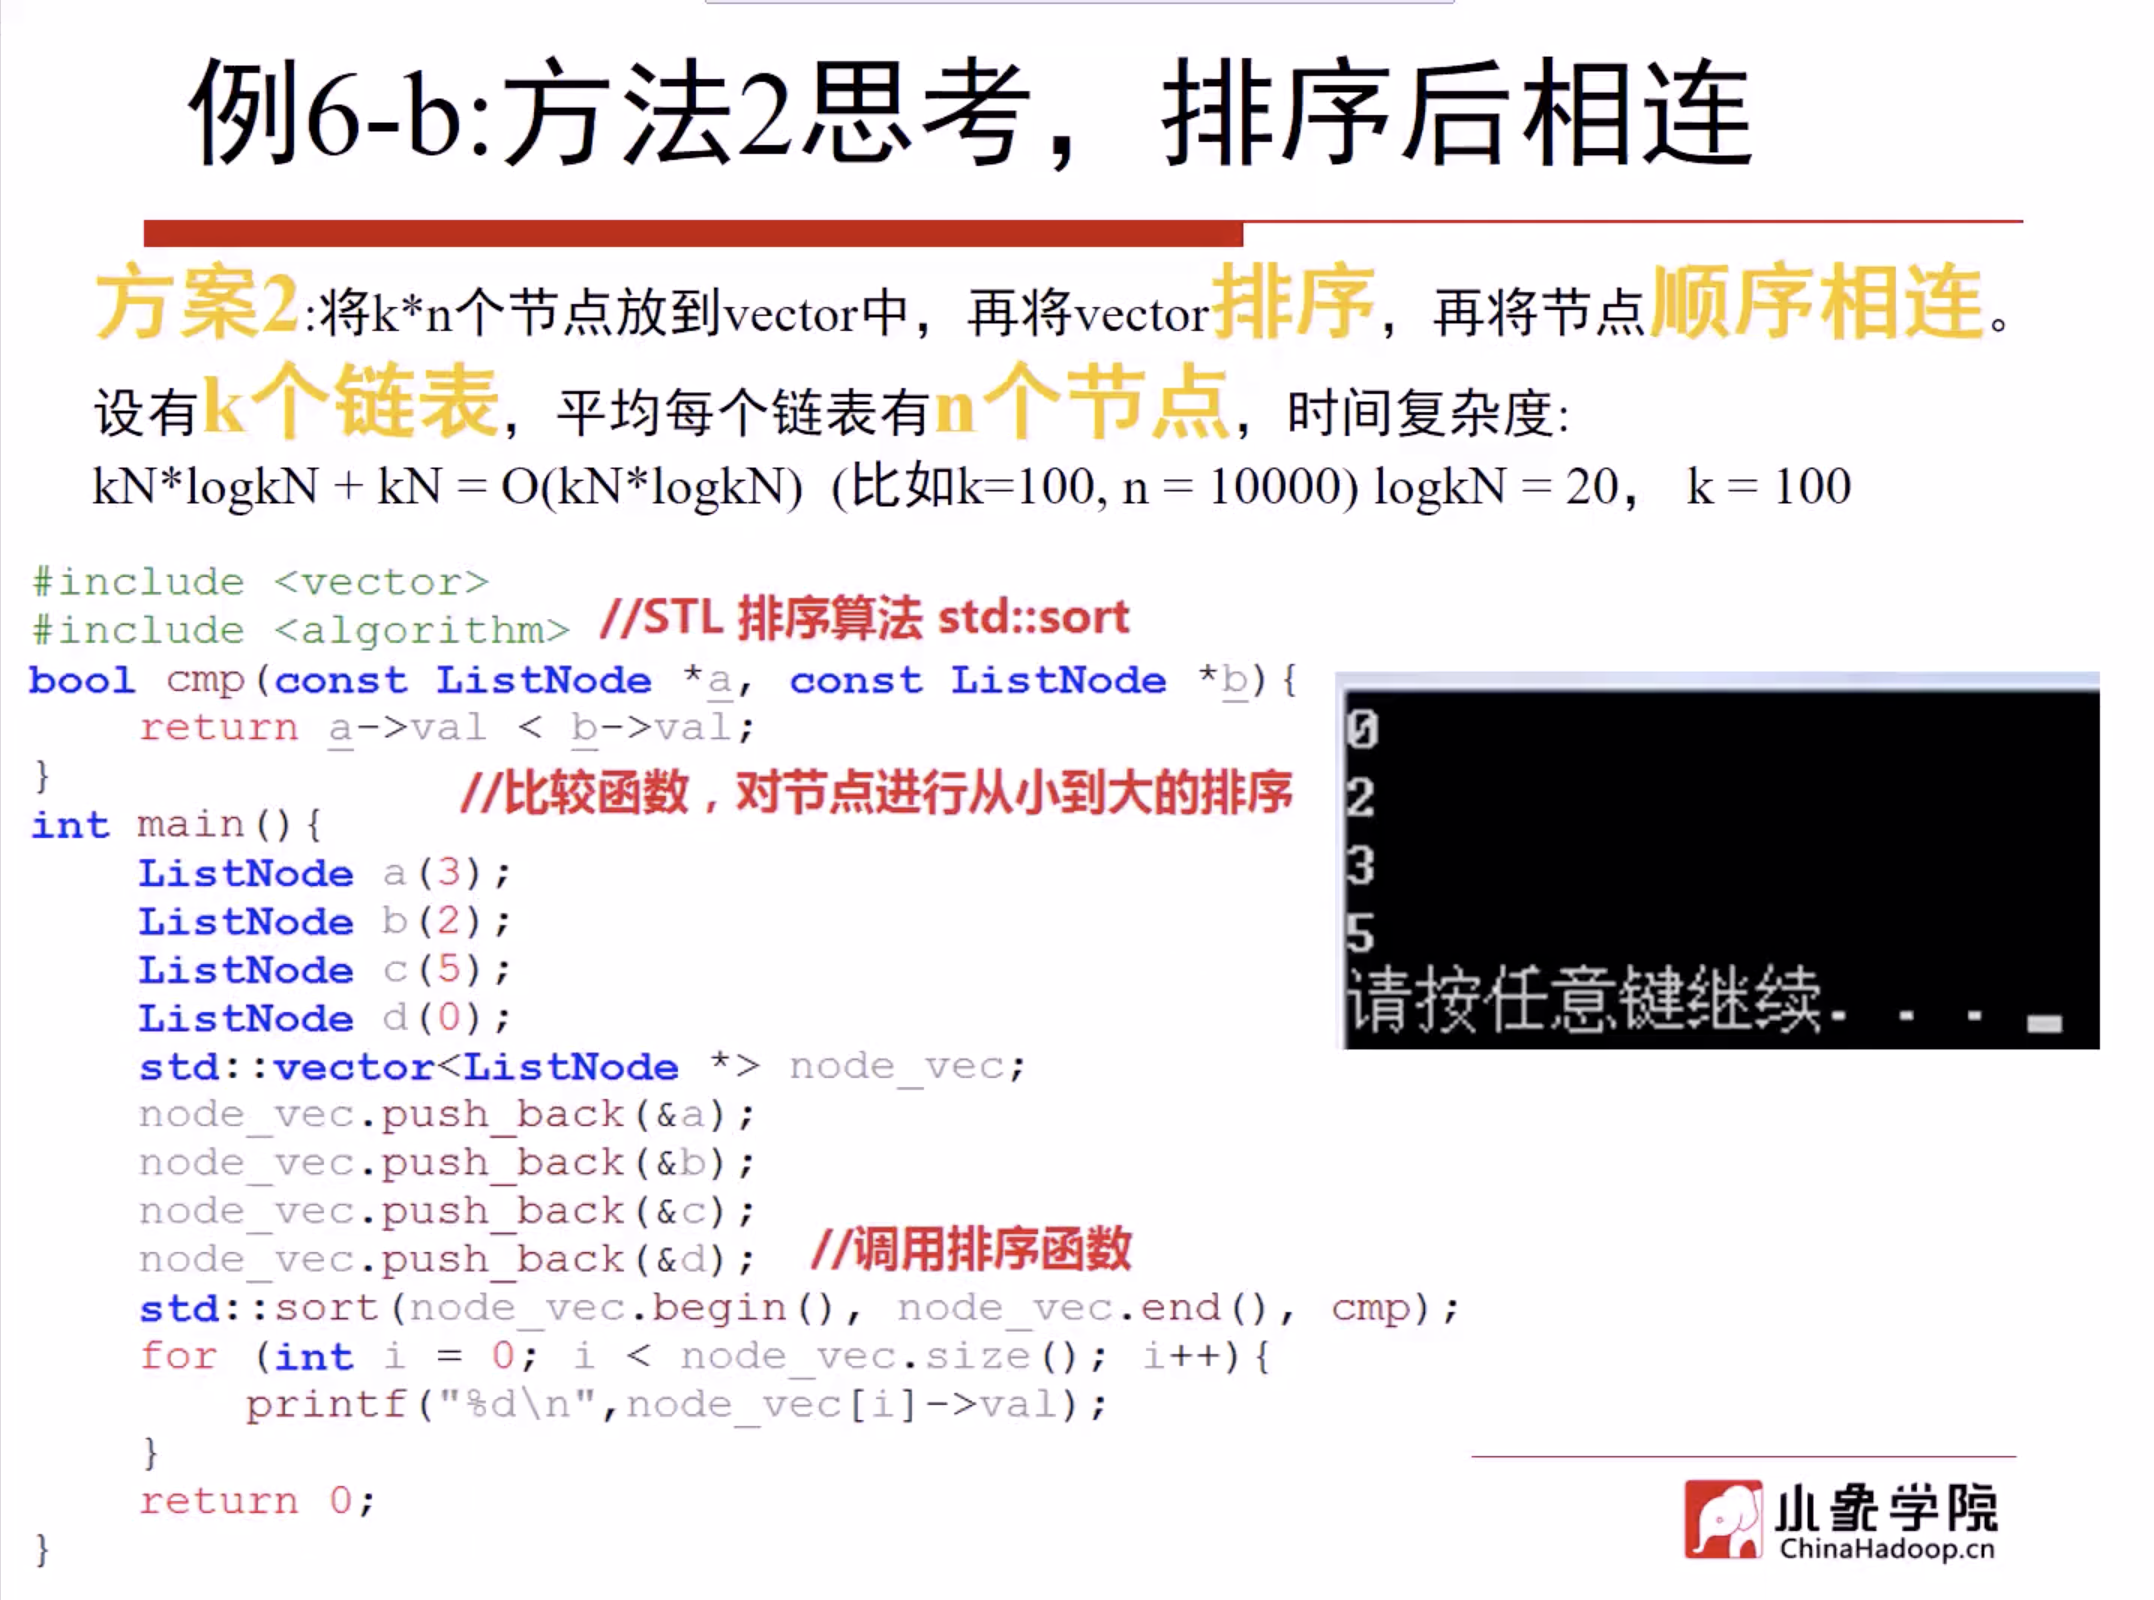 例6-b:方法2思考，排序后相连
方案2:将k*n个节点放到vector中，再将vector排序，再将节点顺序相连。
设有k个链表，平均每个链表有n个节点，时间复杂度:
kN*logkN + kN = O(kN*logkN) (比如k=100, n = 10000) logkN = 20， k = 100
#include <vector>
#include <algorithm> //STL 排序算法 std::sort
bool cmp(const ListNode *a, const ListNode *b){
    return a->val < b->val;
}
//比较函数，对节点进行从小到大的排序
int main(){
    ListNode a(3);
    ListNode b(2);
    ListNode c(5);
    ListNode d(0);
    std::vector<ListNode *> node_vec;
    node_vec.push_back(&a);
    node_vec.push_back(&b);
    node_vec.push_back(&c);
    node_vec.push_back(&d); //调用排序函数
    std::sort(node_vec.begin(), node_vec.end(), cmp);
    for (int i = 0; i < node_vec.size(); i++){
        printf("%d\n",node_vec[i]->val);
    }
    return 0;
}
0
2
3
5
请按任意键继续. . .
小象学院
ChinaHadoop.cn